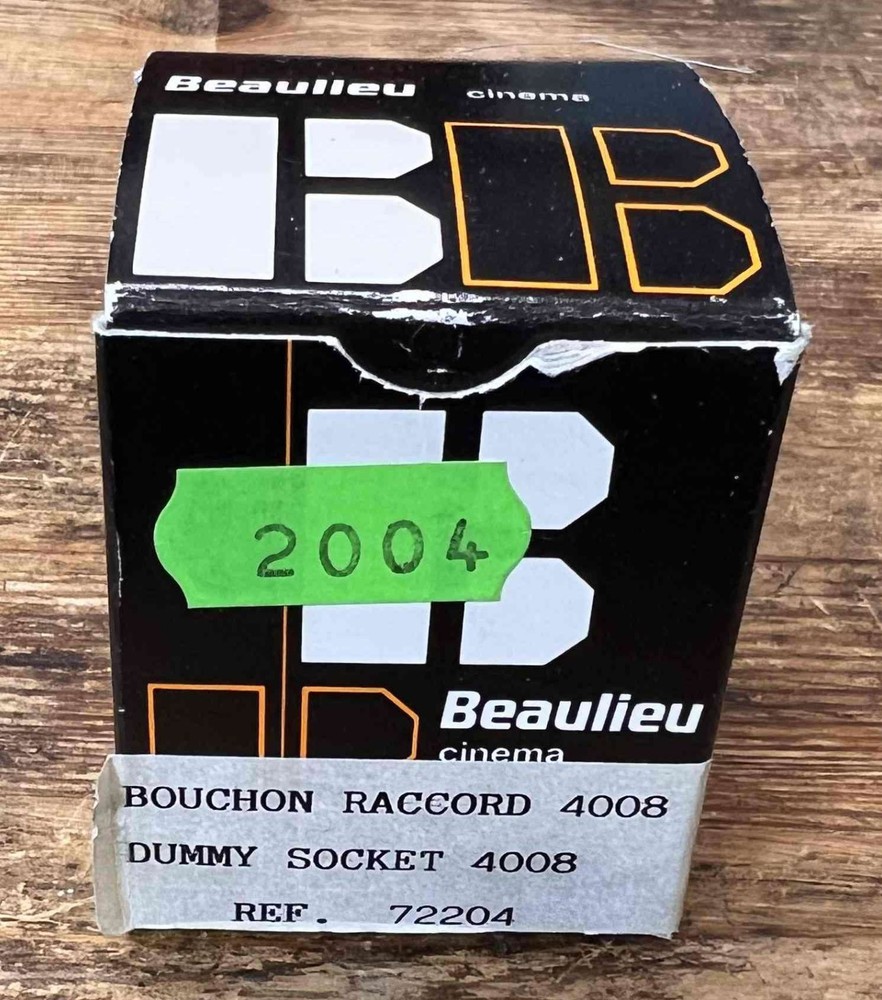 Beaulieu cinema
2004
Beaulieu
cinema
BOUCHON RACCORD 4008
DUMMY SOCKET 4008
REF. 72204